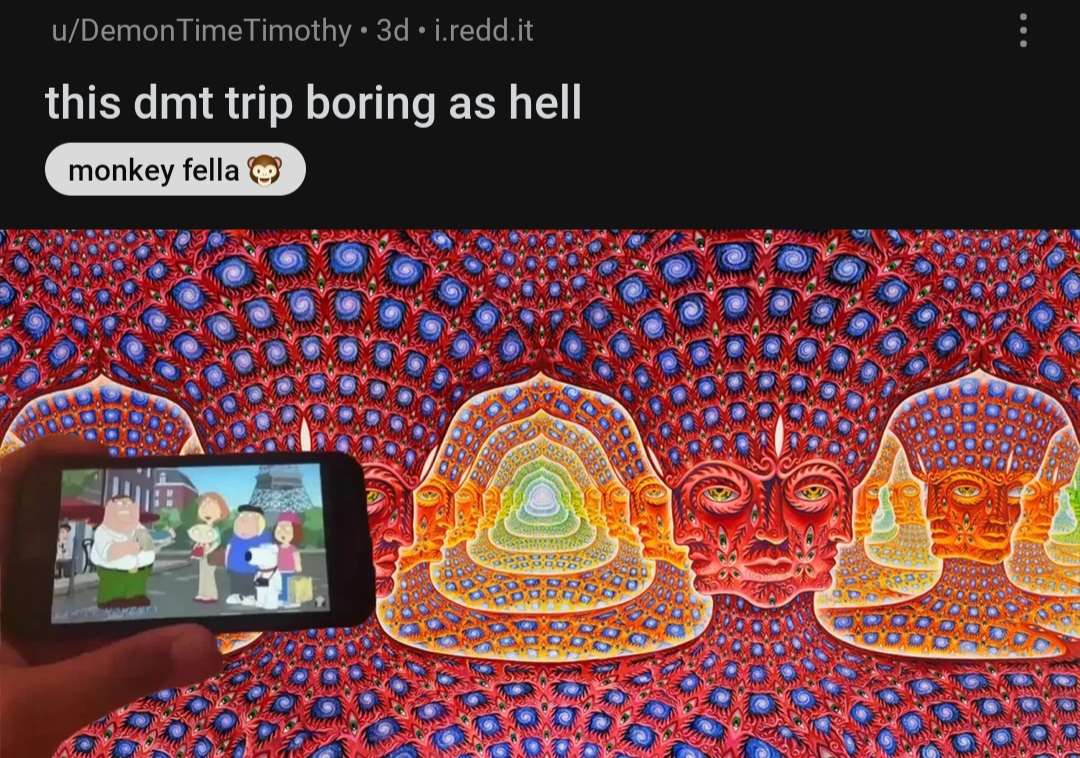 u/DemonTimeTimothy • 3d • i.redd.it
this dmt trip boring as hell
monkey fella 🐵